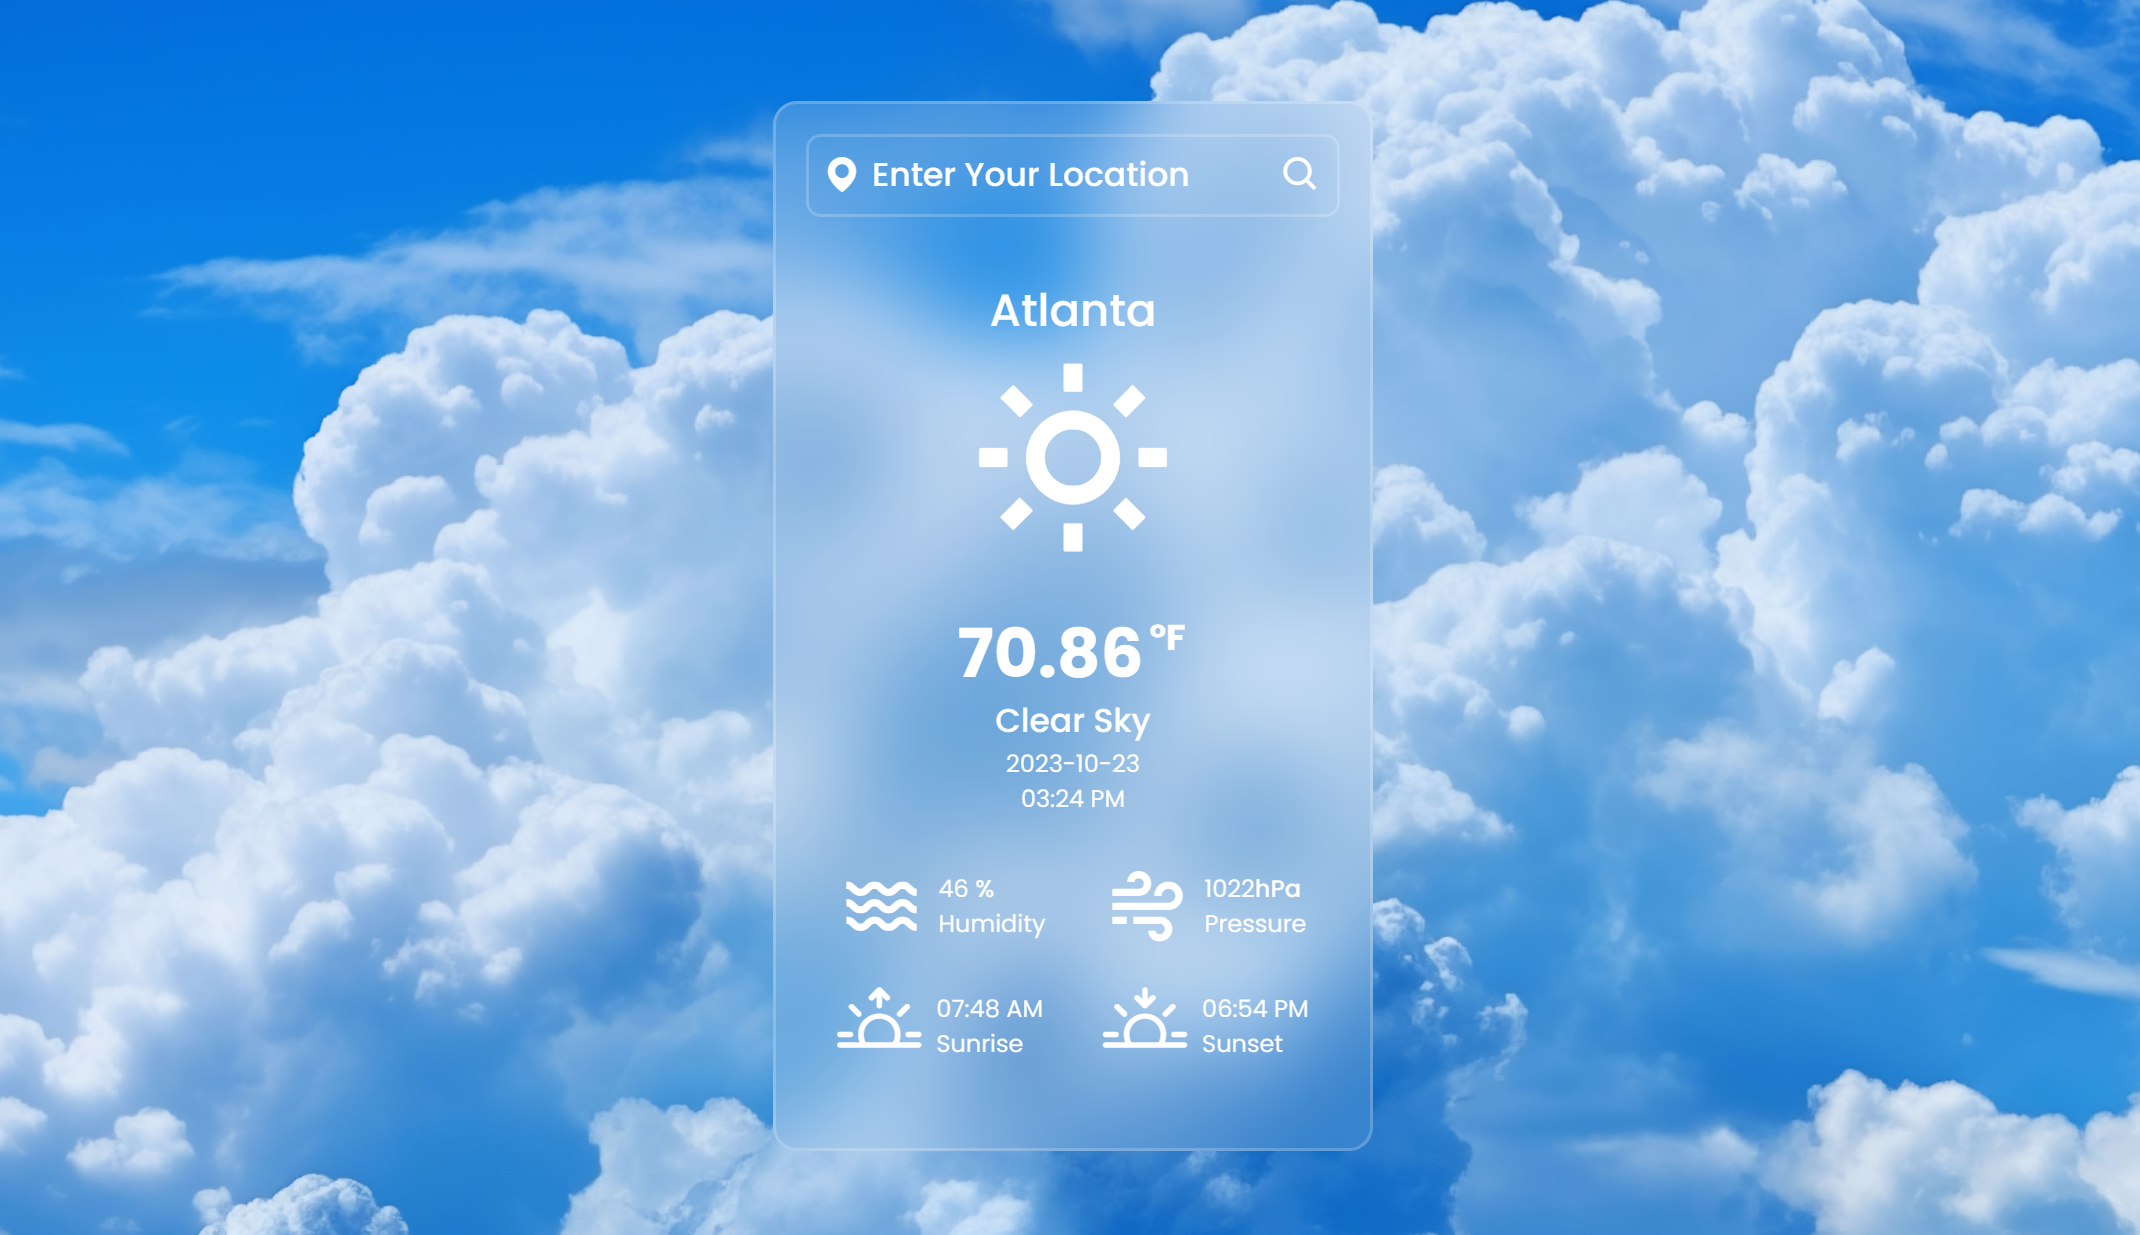 Enter Your Location
Atlanta
70.86 °F
Clear Sky
2023-10-23
03:24 PM
46 %
Humidity
1022hPa
Pressure
07:48 AM
Sunrise
06:54 PM
Sunset